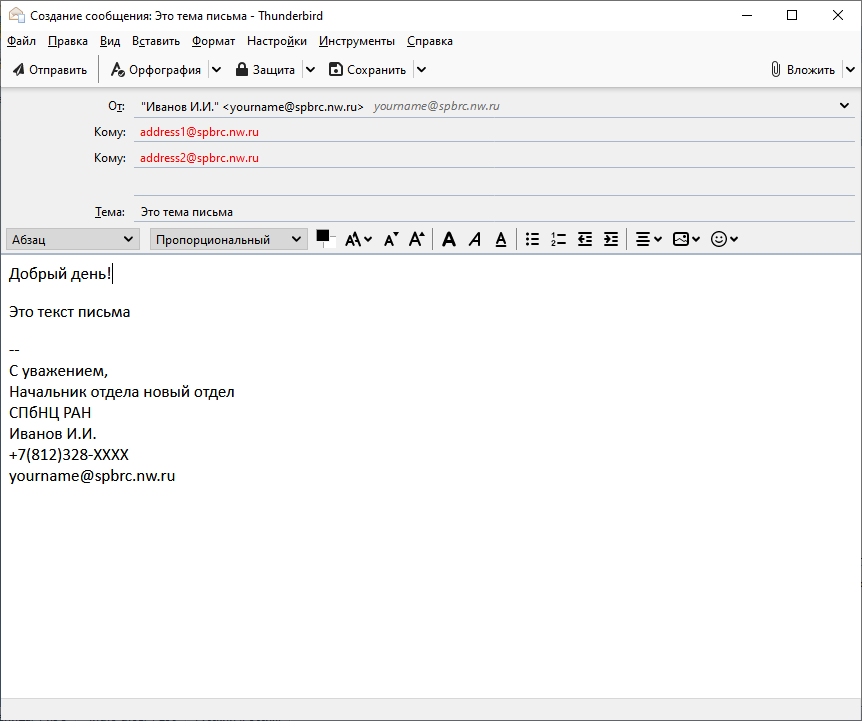 Создание сообщения: Это тема письма - Thunderbird
Файл Правка Вид Вставить Формат Настройки Инструменты Справка
Отправить Орфография Защита Сохранить Вложить
От: "Иванов И.И." <yourname@spbrc.nw.ru> yourname@spbrc.nw.ru
Кому: address1@spbrc.nw.ru
Кому: address2@spbrc.nw.ru
Тема: Это тема письма
Абзац Пропорциональный
Добрый день!
Это текст письма
--
С уважением,
Начальник отдела новый отдел
СПбНЦ РАН
Иванов И.И.
+7(812)328-XXXX
yourname@spbrc.nw.ru